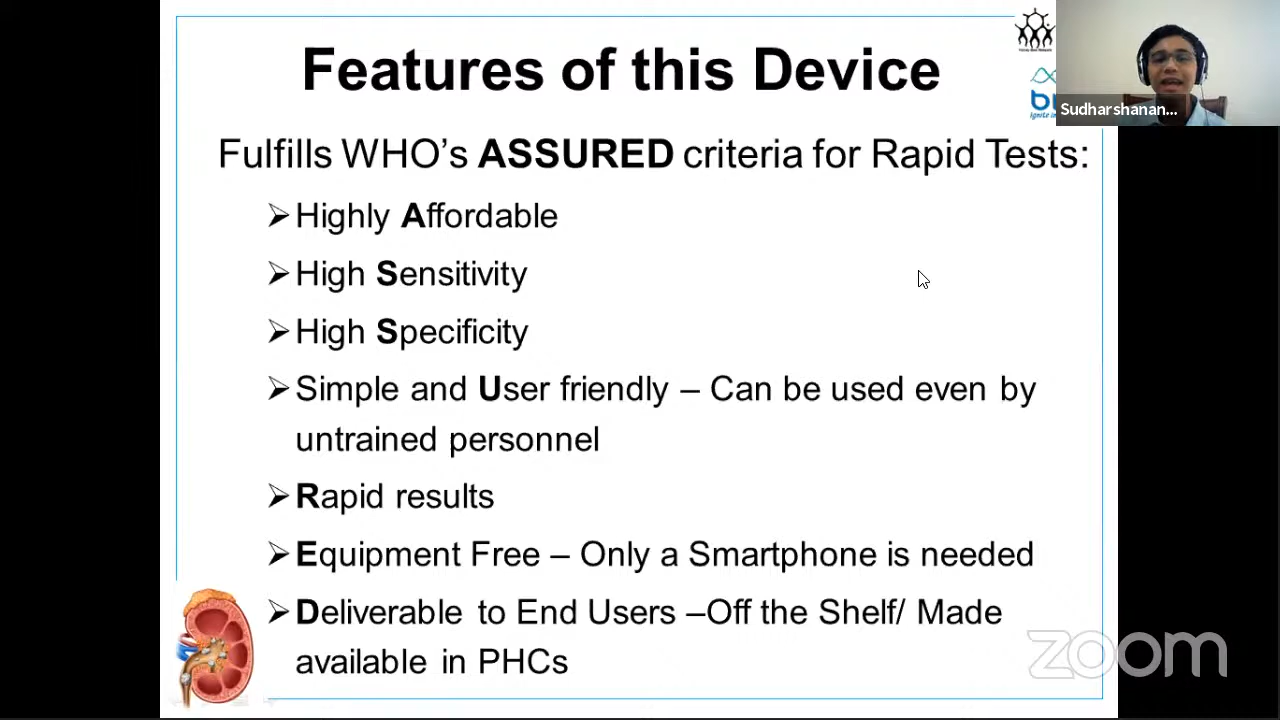 Features of this Device
Sudharshanan...
Fulfills WHO's ASSURED criteria for Rapid Tests:
➢Highly Affordable
➢High Sensitivity
➢High Specificity
➢Simple and User friendly – Can be used even by
untrained personnel
➢Rapid results
➢Equipment Free – Only a Smartphone is needed
➢Deliverable to End Users –Off the Shelf/ Made
available in PHCs
zoom